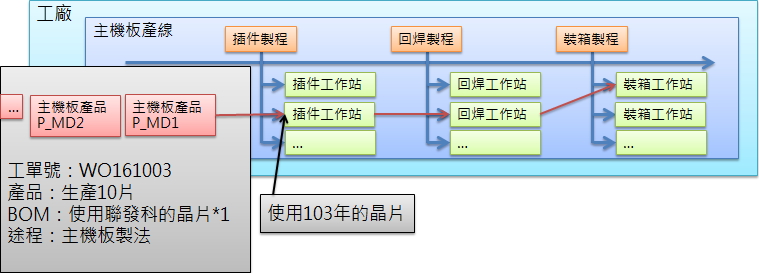 工廠
主機板產線
插件製程
回焊製程
裝箱製程
插件工作站
回焊工作站
裝箱工作站
...
主機板產品
P_MD2
主機板產品
P_MD1
插件工作站
回焊工作站
裝箱工作站
...
...
...
工單號：WO161003
產品：生產10片
BOM：使用聯發科的晶片*1
途程：主機板製法
使用103年的晶片